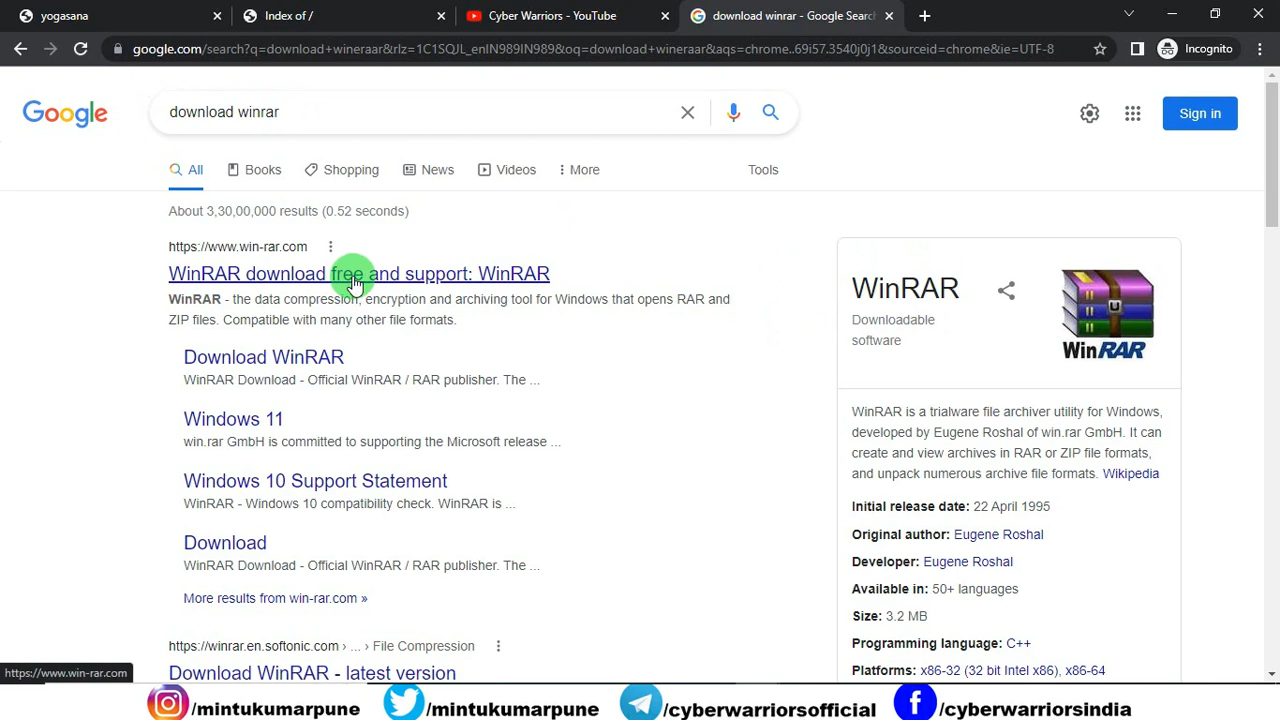 yogasana
Index of /
Cyber Warriors - YouTube
download winrar - Google Search
google.com/search?q=download+wineraar&rlz=1C1SQJL_enIN989IN989&oq=download+wineraar&aqs=chrome..69i57.3540j0j1&sourceid=chrome&ie=UTF-8
Incognito
Google
download winrar
Sign in
All
Books
Shopping
News
Videos
More
Tools
About 3,30,00,000 results (0.52 seconds)
https://www.win-rar.com
WinRAR download free and support: WinRAR
WinRAR - the data compression, encryption and archiving tool for Windows that opens RAR and
ZIP files. Compatible with many other file formats.
Download WinRAR
WinRAR Download - Official WinRAR / RAR publisher. The ...
Windows 11
win.rar GmbH is committed to supporting the Microsoft release ...
Windows 10 Support Statement
WinRAR - Windows 10 compatibility check. WinRAR is ...
Download
WinRAR Download - Official WinRAR / RAR publisher. The ...
More results from win-rar.com »
https://winrar.en.softonic.com › ... › File Compression
Download WinRAR - latest version
WinRAR
Downloadable
software
WinRAR
WinRAR is a trialware file archiver utility for Windows,
developed by Eugene Roshal of win.rar GmbH. It can
create and view archives in RAR or ZIP file formats,
and unpack numerous archive file formats. Wikipedia
Initial release date: 22 April 1995
Original author: Eugene Roshal
Developer: Eugene Roshal
Available in: 50+ languages
Size: 3.2 MB
Programming language: C++
Platforms: x86-32 (32 bit Intel x86), x86-64
https://www.win-rar.com
/mintukumarpune
/mintukumarpune
/cyberwarriorsofficial
/cyberwarriorsindia